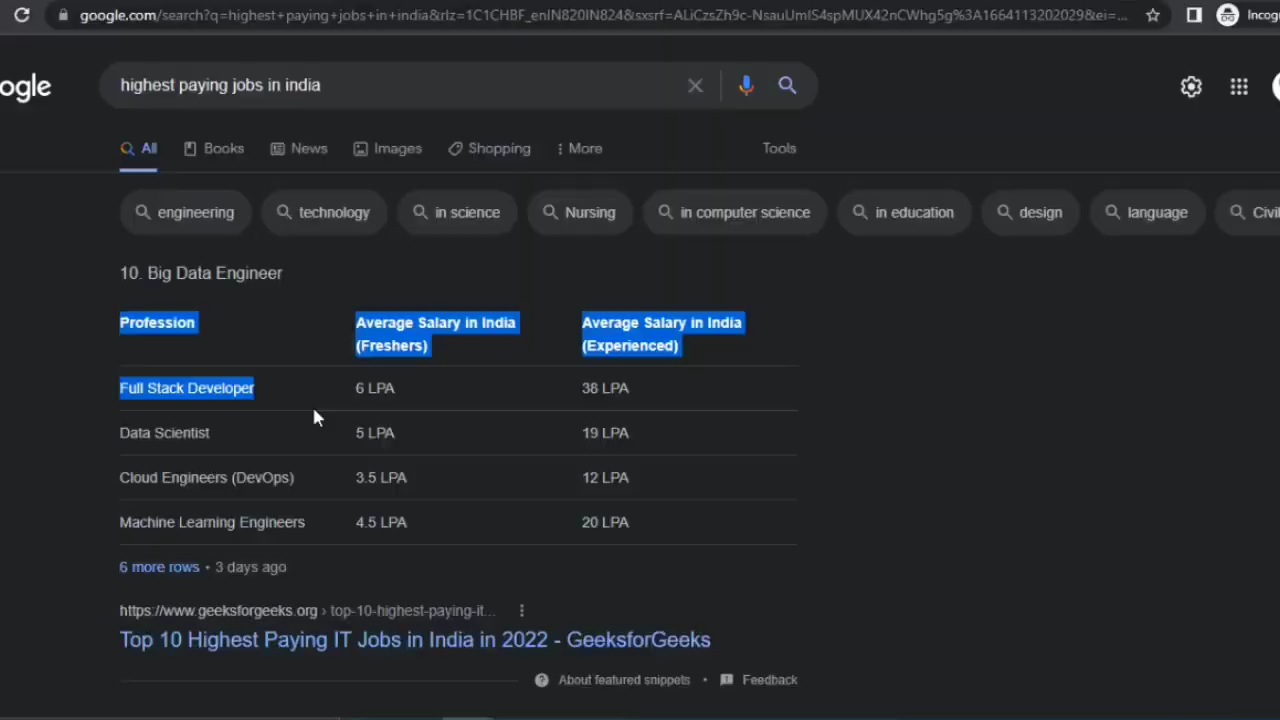 google.com/search?q=highest+paying+jobs+in+india&rlz=1C1CHBF_enIN820IN824&sxsrf=ALiCzsZh9c-NsauUmIS4spMUX42nCWhg5g%3A1664113202029&ei=...
Incog
ogle
highest paying jobs in india
All Books News Images Shopping More Tools
engineering technology in science Nursing in computer science in education design language Civil
10. Big Data Engineer
Profession Average Salary in India (Freshers) Average Salary in India (Experienced)
Full Stack Developer 6 LPA 38 LPA
Data Scientist 5 LPA 19 LPA
Cloud Engineers (DevOps) 3.5 LPA 12 LPA
Machine Learning Engineers 4.5 LPA 20 LPA
6 more rows • 3 days ago
https://www.geeksforgeeks.org › top-10-highest-paying-it...
Top 10 Highest Paying IT Jobs in India in 2022 - GeeksforGeeks
About featured snippets • Feedback